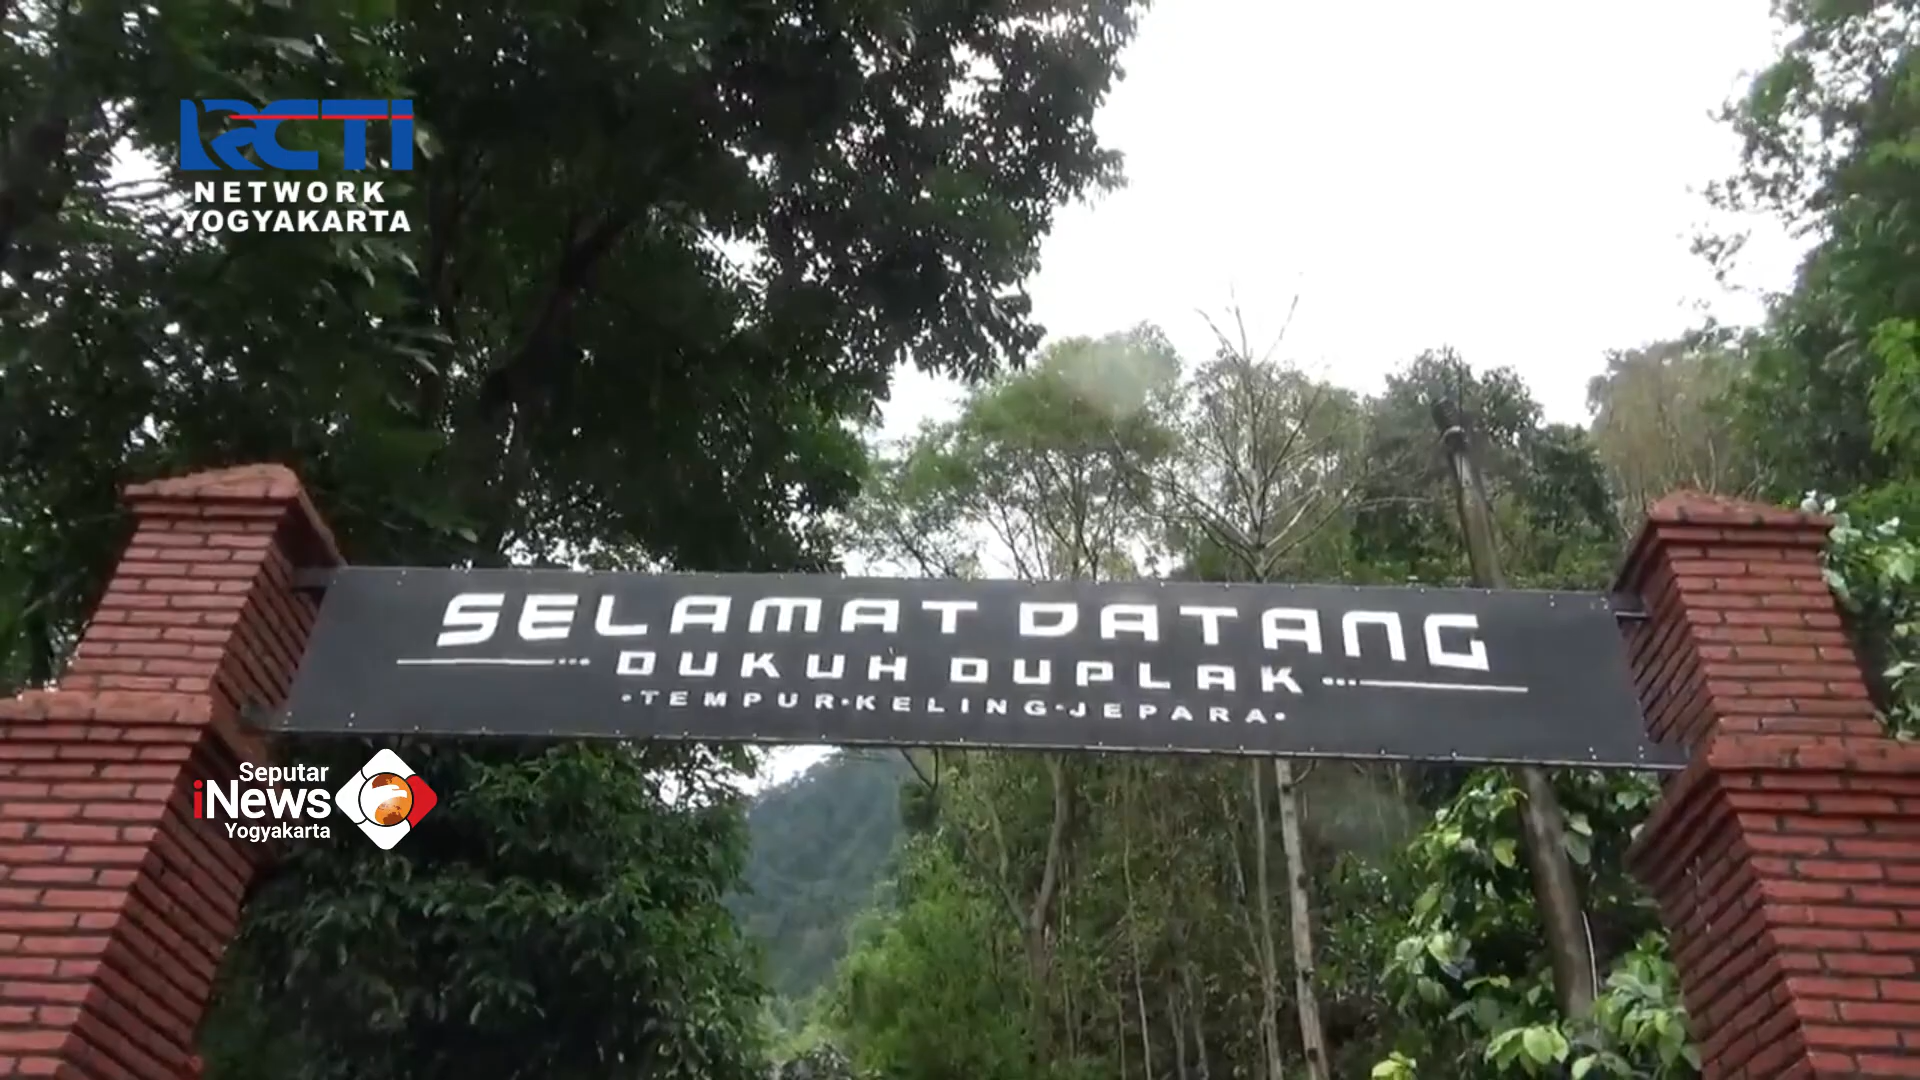 RCTI
NETWORK
YOGYAKARTA
SELAMAT DATANG
DUKUH DUPLAK
•TEMPUR•KELING•JEPARA•
Seputar
iNews
Yogyakarta